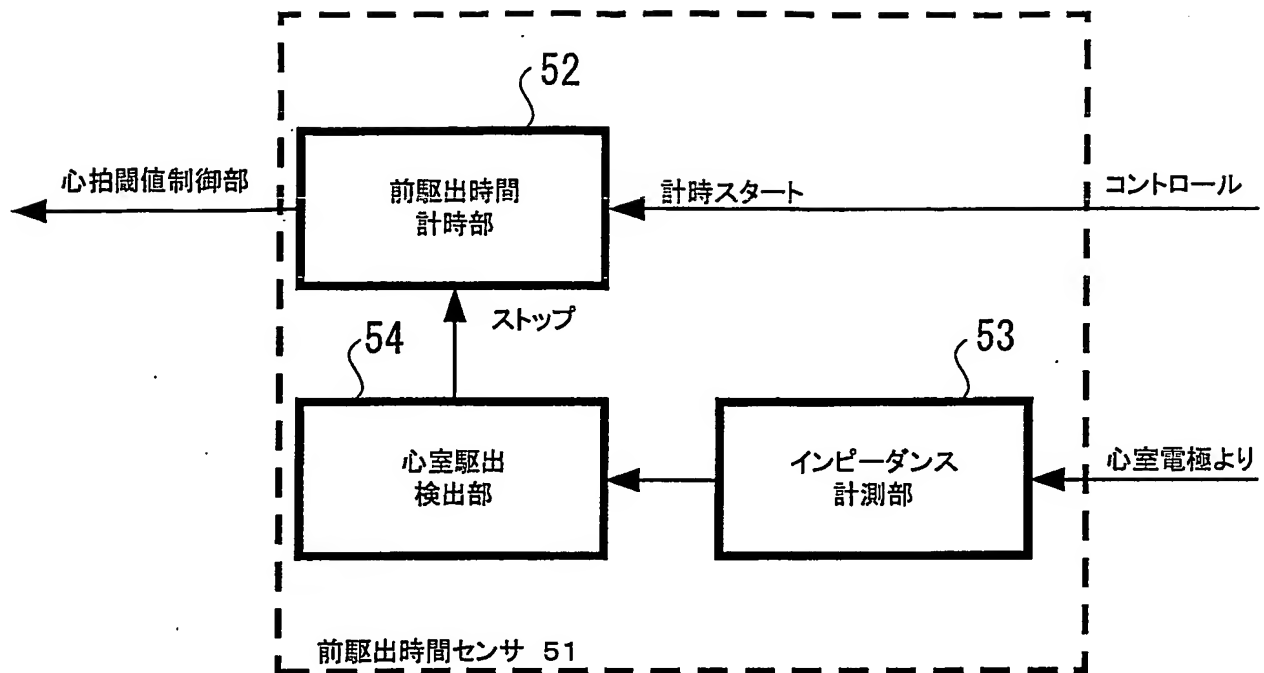 52
心拍閾値制御部
前駆出時間
計時部
計時スタート
コントロール
ストップ
54
53
心室駆出
検出部
インピーダンス
計測部
心室電極より
前駆出時間センサ 51